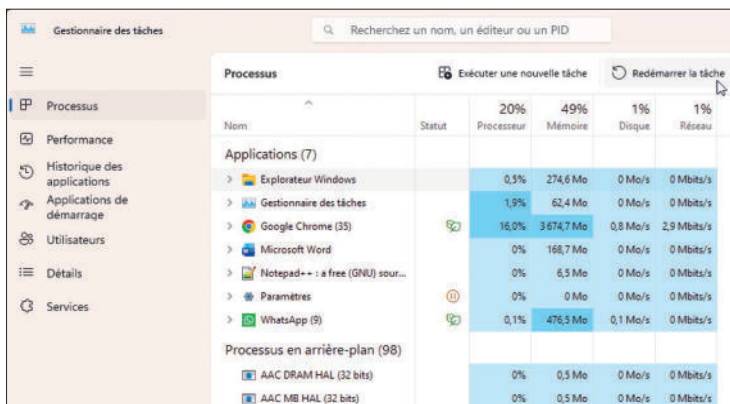 Gestionnaire des tâches
Recherchez un nom, un éditeur ou un PID
Processus
Exécuter une nouvelle tâche
Redémarrer la tâche
Processus
Performance
Historique des
applications
Applications de
démarrage
Utilisateurs
Détails
Services
20% 49% 1% 1%
Nom Statut Processeur Mémoire Disque Réseau
Applications (7)
Explorateur Windows 0,5% 274,6 Mo 0 Mo/s 0 Mbits/s
Gestionnaire des tâches 1,9% 62,4 Mo 0 Mo/s 0 Mbits/s
Google Chrome (35) 16,0% 3 674,7 Mo 0,8 Mo/s 2,9 Mbits/s
Microsoft Word 0% 168,7 Mo 0 Mo/s 0 Mbits/s
Notepad++ : a free (GNU) sour... 0% 6,5 Mo 0 Mo/s 0 Mbits/s
Paramètres 0% 0 Mo 0 Mo/s 0 Mbits/s
WhatsApp (9) 0,1% 476,5 Mo 0,1 Mo/s 0 Mbits/s
Processus en arrière-plan (98)
AAC DRAM HAL (32 bits) 0% 0,5 Mo 0 Mo/s 0 Mbits/s
AAC MB HAL (32 bits) 0% 0,5 Mo 0 Mo/s 0 Mbits/s